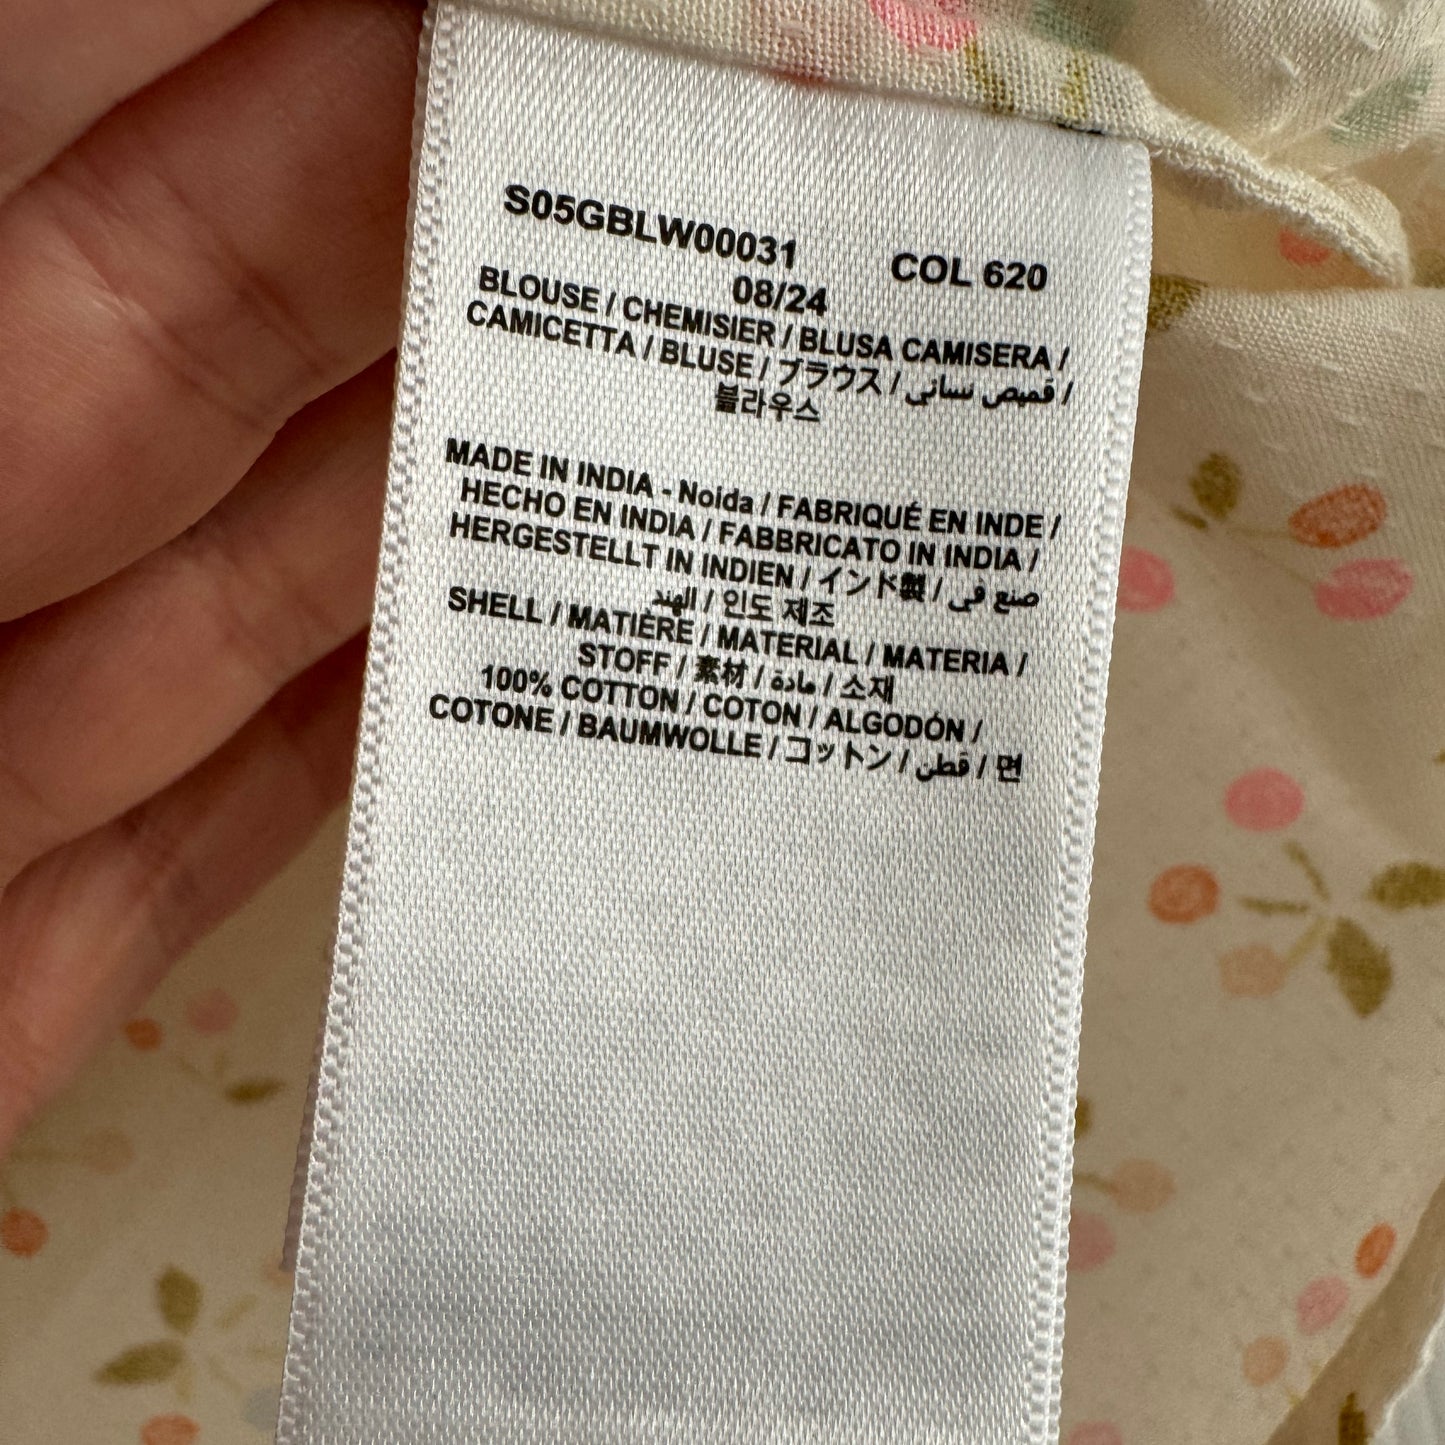 S05GBLW00031 COL 620
08/24
BLOUSE / CHEMISIER / BLUSA CAMISERA /
CAMICETTA / BLUSE / ブラウス / قميص نسائي /
블라우스
MADE IN INDIA - Noida / FABRIQUÉ EN INDE /
HECHO EN INDIA / FABBRICATO IN INDIA /
HERGESTELLT IN INDIEN / インド製 / صنع في
الهند / 인도 제조
SHELL / MATIÈRE / MATERIAL / MATERIA /
STOFF / 素材 / مادة / 소재
100% COTTON / COTON / ALGODÓN /
COTONE / BAUMWOLLE / コットン / قطن / 면